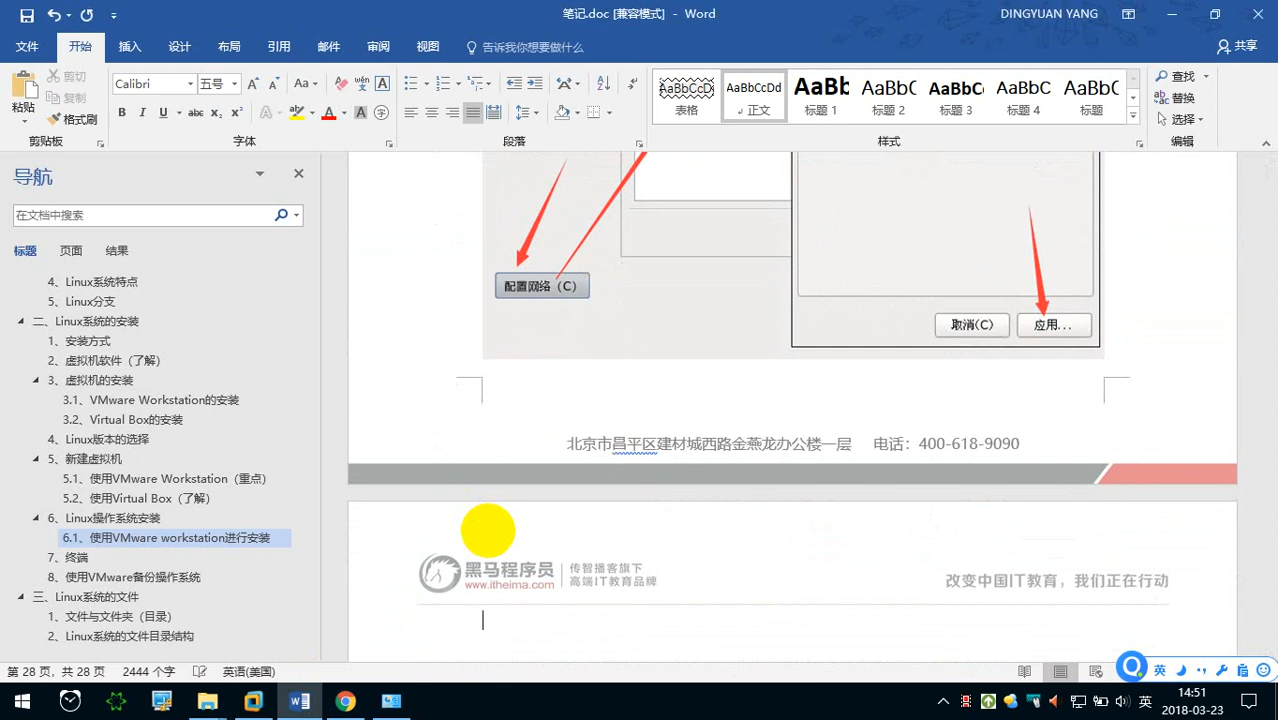 笔记.doc [兼容模式] - Word
DINGYUAN YANG
文件 开始 插入 设计 布局 引用 邮件 审阅 视图 告诉我你想要做什么 共享
粘贴 剪切 复制 格式刷
Calibri 五号
AaBbCcDd 表格
AaBbCcDd 正文
AaBb 标题 1
AaBbC 标题 2
AaBbC 标题 3
AaBbC 标题 4
AaBbC 标题
查找 替换 选择
剪贴板 字体 段落 样式 编辑
导航
在文档中搜索
标题 页面 结果
4、Linux系统特点
5、Linux分支
二、Linux系统的安装
1、安装方式
2、虚拟机软件（了解）
3、虚拟机的安装
3.1、VMware Workstation的安装
3.2、Virtual Box的安装
4、Linux版本的选择
5、新建虚拟机
5.1、使用VMware Workstation（重点）
5.2、使用Virtual Box（了解）
6、Linux操作系统安装
6.1、使用VMware workstation进行安装
7、终端
8、使用VMware备份操作系统
三、Linux系统的文件
1、文件与文件夹（目录）
2、Linux系统的文件目录结构
配置网络（C）
取消(C) 应用...
北京市昌平区建材城西路金燕龙办公楼一层 电话：400-618-9090
黑马程序员
www.itheima.com
传智播客旗下
高端IT教育品牌
改变中国IT教育，我们正在行动
第 28 页，共 28 页 2444 个字 英语(美国)
英
英
14:51
2018-03-23